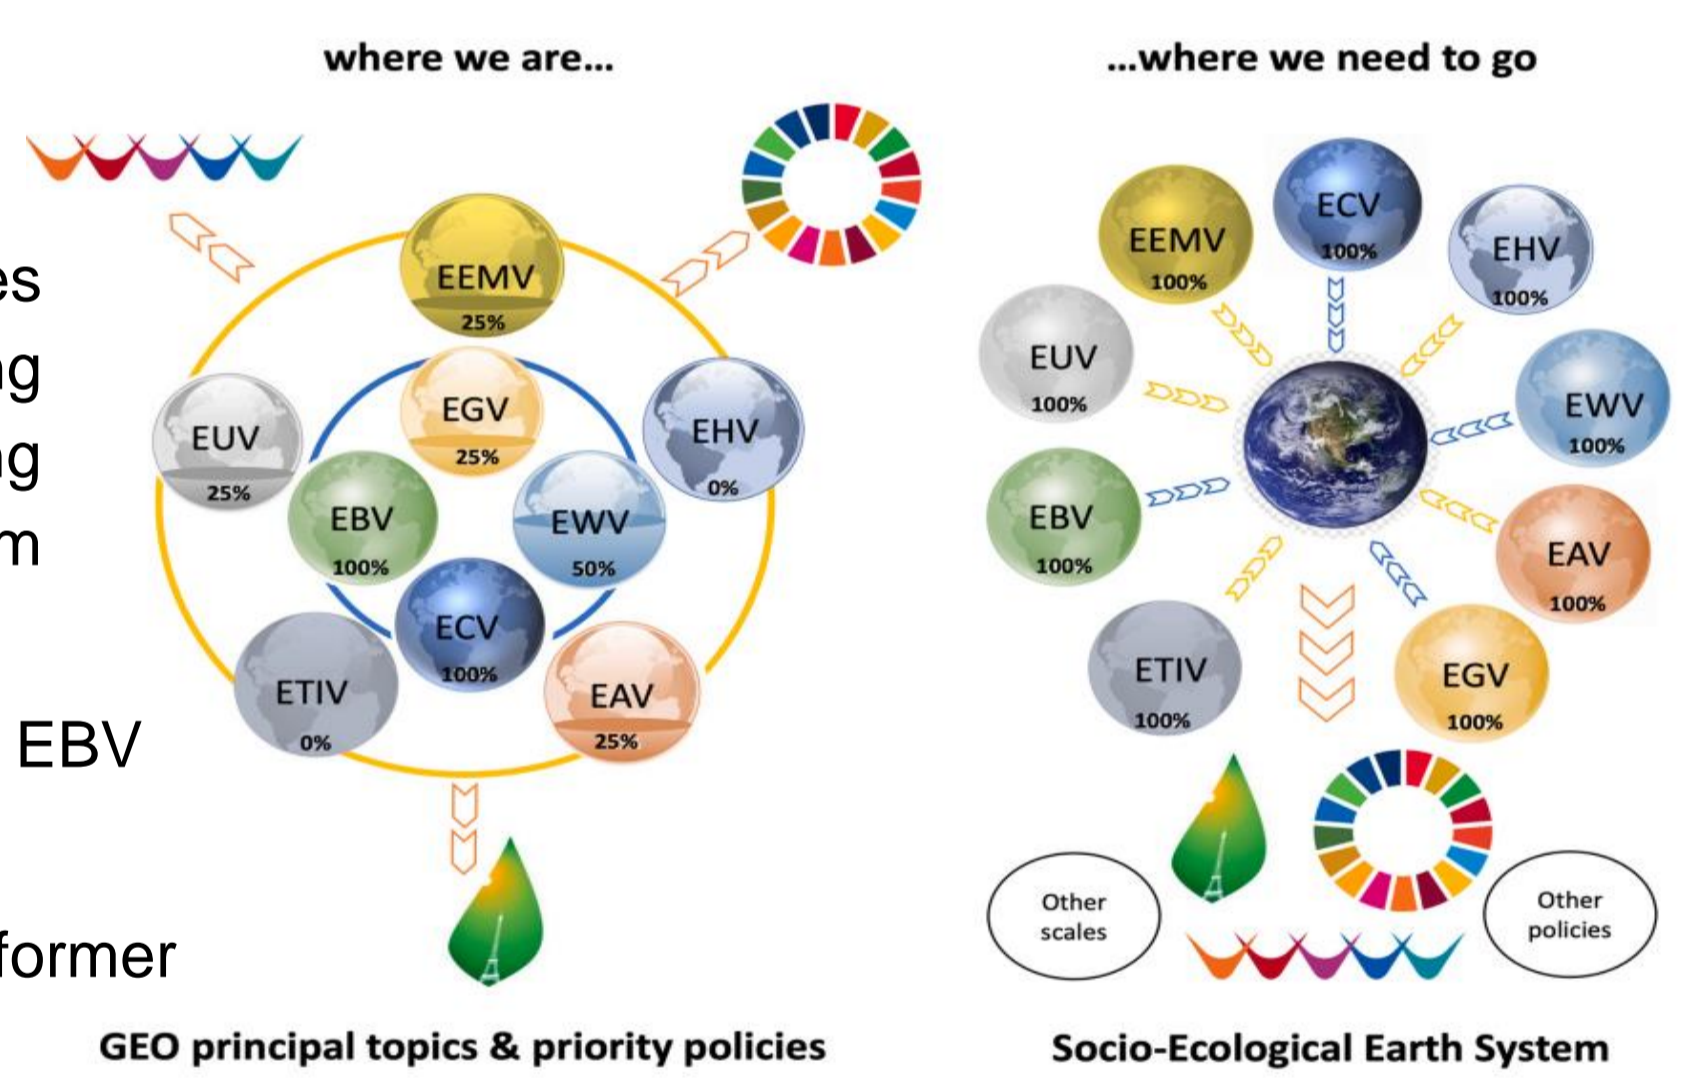 where we are...
...where we need to go
es
ng
ng
m
EBV
former
EEMV
25%
EGV
25%
EUV
25%
EHV
0%
EBV
100%
EWV
50%
ECV
100%
ETIV
0%
EAV
25%
GEO principal topics & priority policies
ECV
100%
EEMV
100%
EHV
100%
EUV
100%
EWV
100%
EBV
100%
EAV
100%
ETIV
100%
EGV
100%
Other
scales
Other
policies
Socio-Ecological Earth System